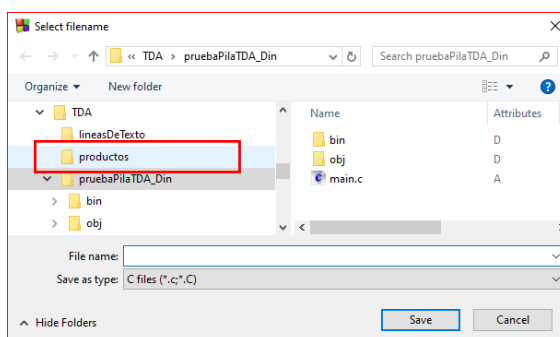 Select filename
« TDA › pruebaPilaTDA_Din
Search pruebaPilaTDA_Din
Organize
New folder
TDA
lineasDeTexto
productos
pruebaPilaTDA_Din
bin
obj
Name
Attributes
bin
D
obj
D
main.c
A
File name:
Save as type: C files (*.c;*.C)
Hide Folders
Save
Cancel